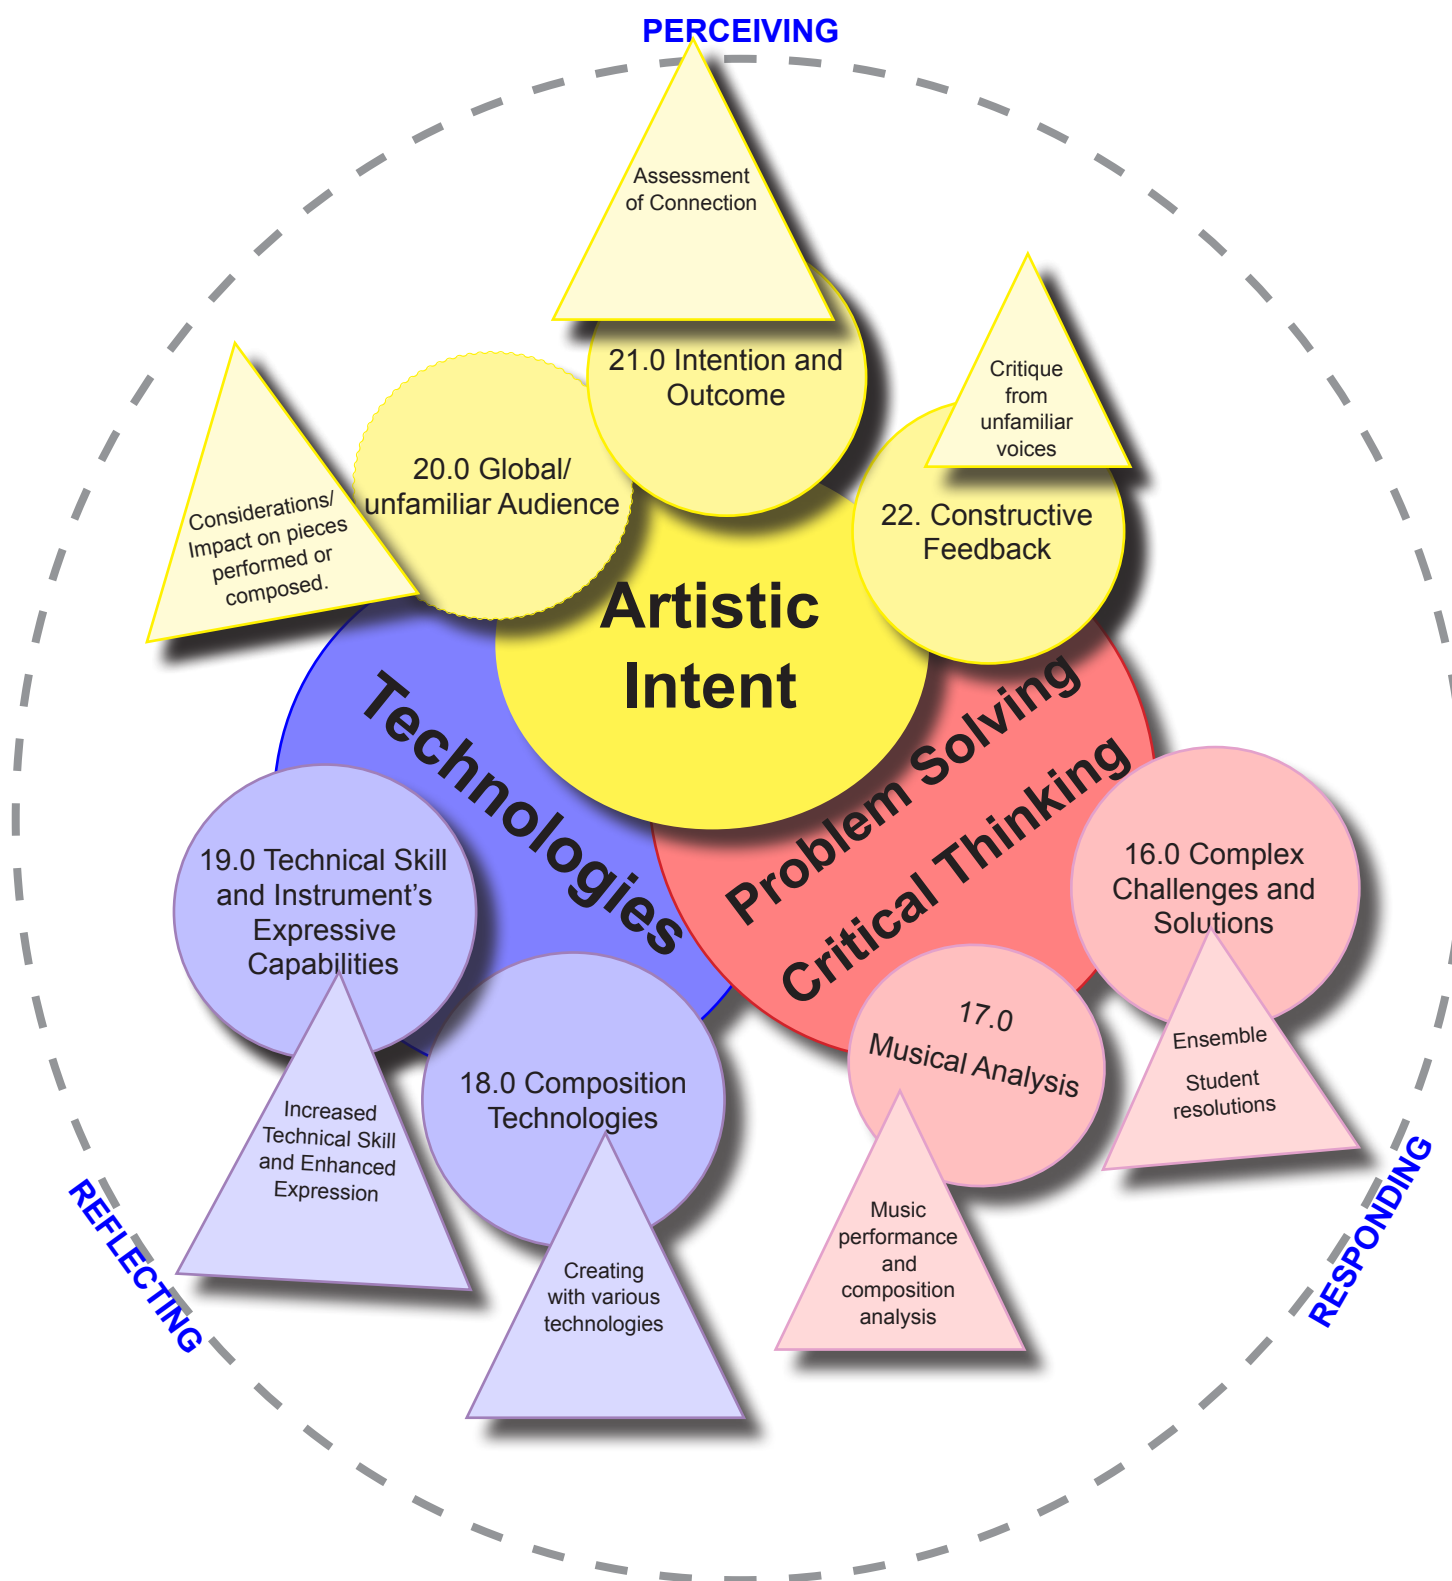 PERCEIVING
Assessment
of Connection
21.0 Intention and
Outcome
Critique
from
unfamiliar
voices
22. Constructive
Feedback
20.0 Global/
unfamiliar Audience
Considerations/
Impact on pieces
performed or
composed.
Artistic
Intent
Technologies
Problem Solving
Critical Thinking
19.0 Technical Skill
and Instrument’s
Expressive
Capabilities
Increased
Technical Skill
and Enhanced
Expression
18.0 Composition
Technologies
Creating
with various
technologies
17.0
Musical Analysis
Music
performance
and
composition
analysis
16.0 Complex
Challenges and
Solutions
Ensemble
Student
resolutions
REFLECTING
RESPONDING